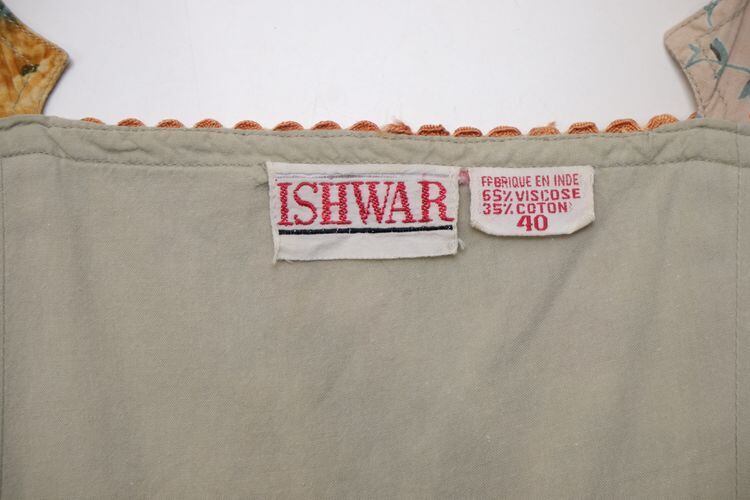 ISHWAR
FABRIQUE EN INDE
65% VISCOSE
35% COTON
40